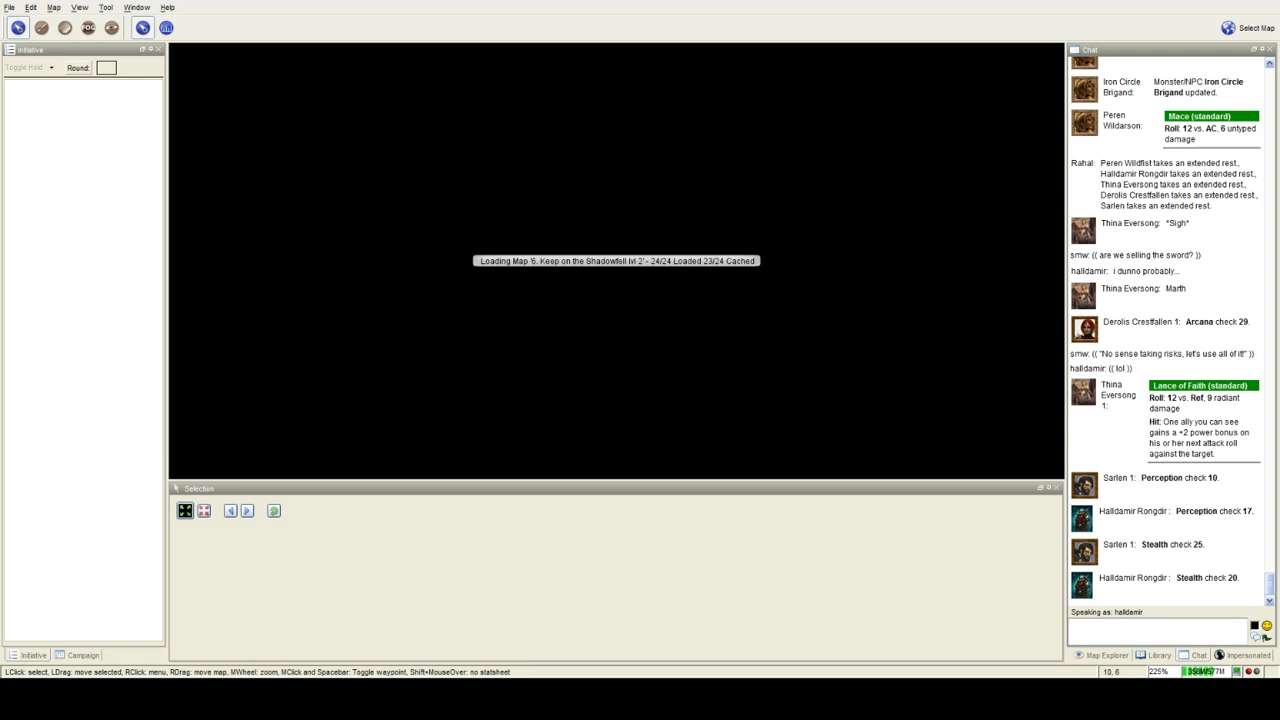 File Edit Map View Tool Window Help
FOG
Select Map
Initiative
Chat
Toggle Hold Round:
Iron Circle Brigand: Monster/NPC Iron Circle
Brigand updated.
Peren Wildarson: Mace (standard)
Roll: 12 vs. AC, 6 untyped
damage
Rahal: Peren Wildfist takes an extended rest.,
Halldamir Rongdir takes an extended rest.,
Thina Eversong takes an extended rest.,
Derolis Crestfallen takes an extended rest.,
Sarlen takes an extended rest.
Thina Eversong: *Sigh*
smw: (( are we selling the sword? ))
halldamir: i dunno probably...
Thina Eversong: Marth
Derolis Crestfallen 1: Arcana check 29.
smw: (( "No sense taking risks, let's use all of it!" ))
halldamir: (( lol ))
Thina Eversong 1: Lance of Faith (standard)
Roll: 12 vs. Ref, 9 radiant
damage
Hit: One ally you can see
gains a +2 power bonus on
his or her next attack roll
against the target.
Sarlen 1: Perception check 10.
Halldamir Rongdir : Perception check 17.
Sarlen 1: Stealth check 25.
Halldamir Rongdir : Stealth check 20.
Loading Map '6. Keep on the Shadowfell lvl 2' - 24/24 Loaded 23/24 Cached
Selection
Speaking as: halldamir
Initiative Campaign
Map Explorer Library Chat Impersonated
LClick: select, LDrag: move selected, RClick: menu, RDrag: move map, MWheel: zoom, MClick and Spacebar: Toggle waypoint, Shift+MouseOver: no statsheet
10, 6 225%